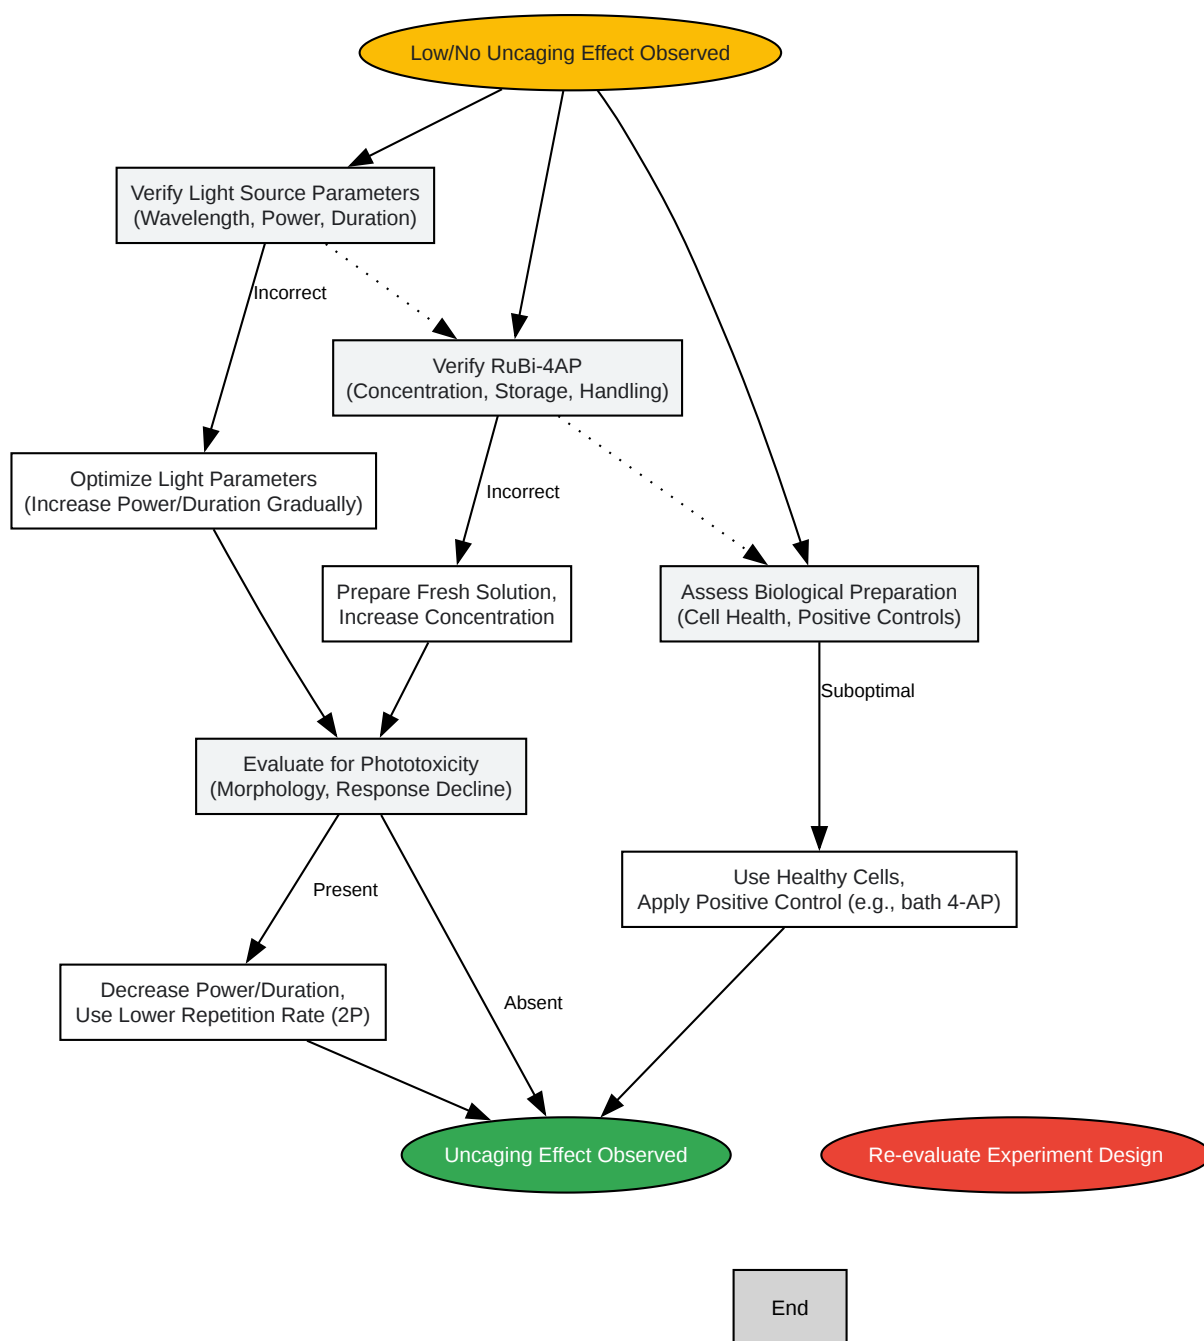 Low/No Uncaging Effect Observed
Verify Light Source Parameters
(Wavelength, Power, Duration)
Incorrect
Verify RuBi-4AP
(Concentration, Storage, Handling)
Optimize Light Parameters
(Increase Power/Duration Gradually)
Incorrect
Prepare Fresh Solution,
Increase Concentration
Assess Biological Preparation
(Cell Health, Positive Controls)
Suboptimal
Evaluate for Phototoxicity
(Morphology, Response Decline)
Present
Use Healthy Cells,
Apply Positive Control (e.g., bath 4-AP)
Decrease Power/Duration,
Use Lower Repetition Rate (2P)
Absent
Uncaging Effect Observed
Re-evaluate Experiment Design
End